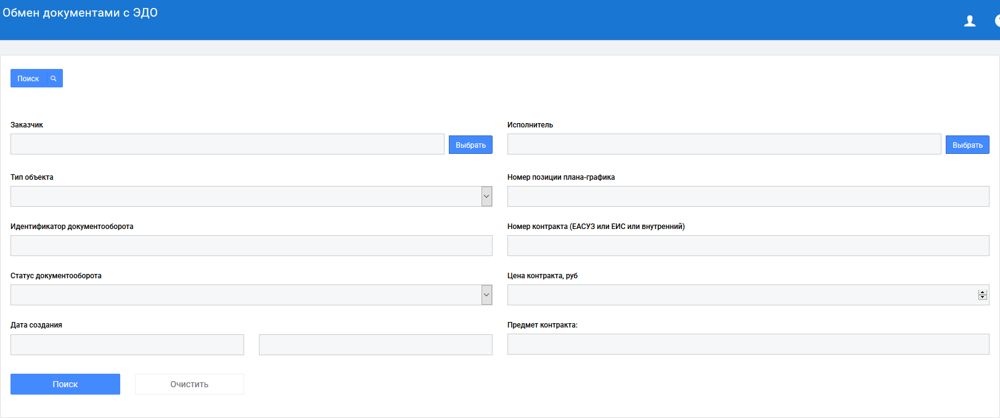 Обмен документами с ЭДО
Поиск
Заказчик
Выбрать
Исполнитель
Выбрать
Тип объекта
Номер позиции плана-графика
Идентификатор документооборота
Номер контракта (ЕАСУЗ или ЕИС или внутренний)
Статус документооборота
Цена контракта, руб
Дата создания
Предмет контракта:
Поиск
Очистить